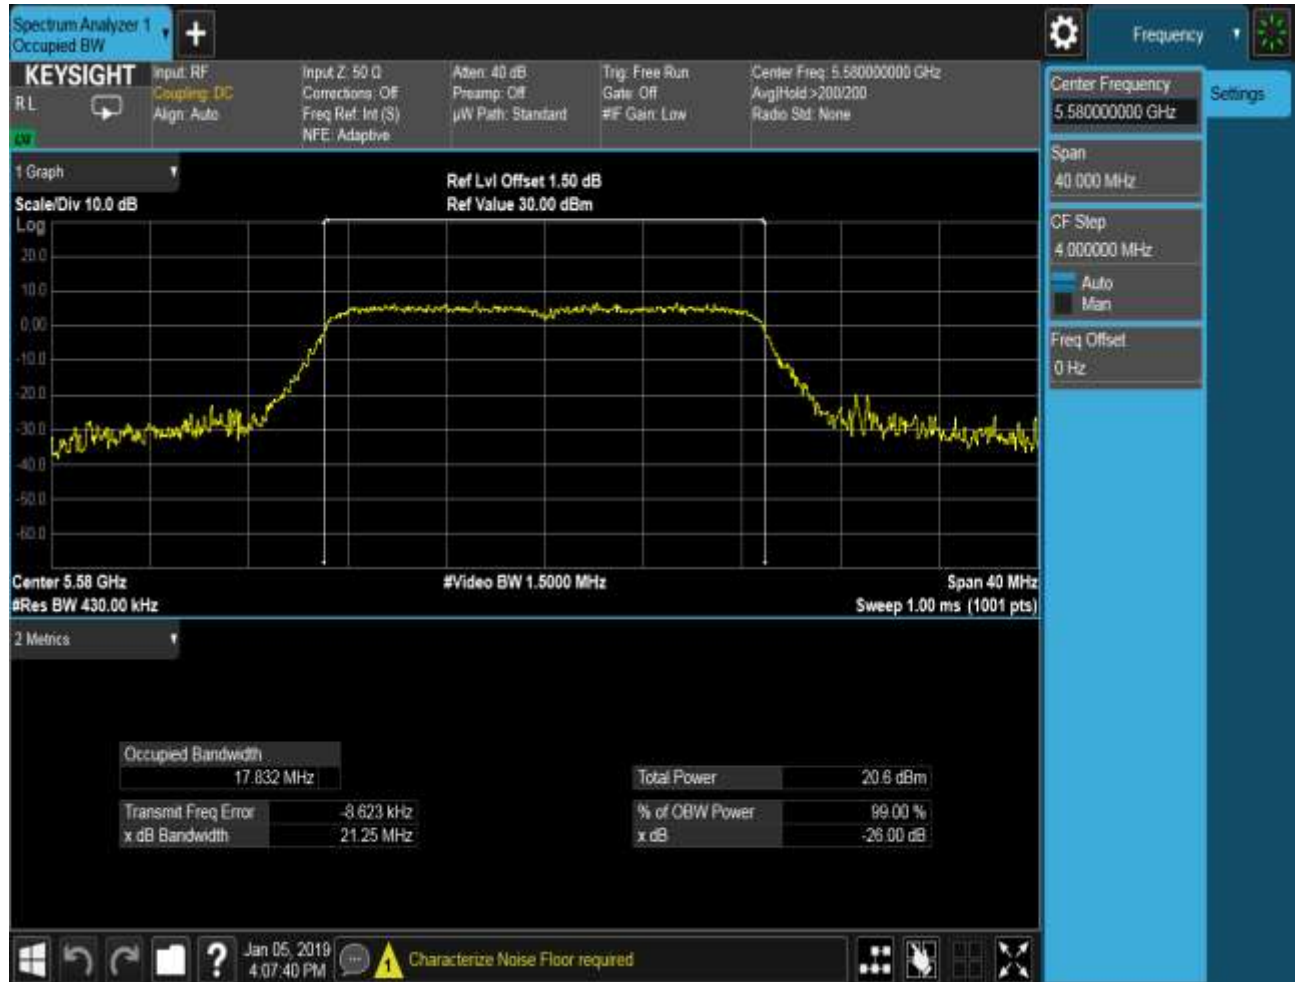 Spectrum Analyzer 1
Occupied BW
Frequency
KEYSIGHT
RL
Input: RF
Coupling: DC
Align: Auto
Input Z: 50 Ω
Corrections: Off
Freq Ref: Int (S)
NFE: Adaptive
Atten: 40 dB
Preamp: Off
µW Path: Standard
Trig: Free Run
Gate: Off
#IF Gain: Low
Center Freq: 5.580000000 GHz
Avg|Hold:>200/200
Radio Std: None
Center Frequency
5.580000000 GHz
Settings
Span
40.000 MHz
CF Step
4.000000 MHz
Auto
Man
Freq Offset
0 Hz
1 Graph
Scale/Div 10.0 dB
Ref Lvl Offset 1.50 dB
Ref Value 30.00 dBm
Log
20.0
10.0
0.00
-10.0
-20.0
-30.0
-40.0
-50.0
-60.0
Center 5.58 GHz
#Video BW 1.5000 MHz
Span 40 MHz
#Res BW 430.00 kHz
Sweep 1.00 ms (1001 pts)
2 Metrics
Occupied Bandwidth
17.832 MHz
Total Power 20.6 dBm
Transmit Freq Error -8.623 kHz
% of OBW Power 99.00 %
x dB Bandwidth 21.25 MHz
x dB -26.00 dB
Jan 05, 2019
4:07:40 PM
1
Characterize Noise Floor required